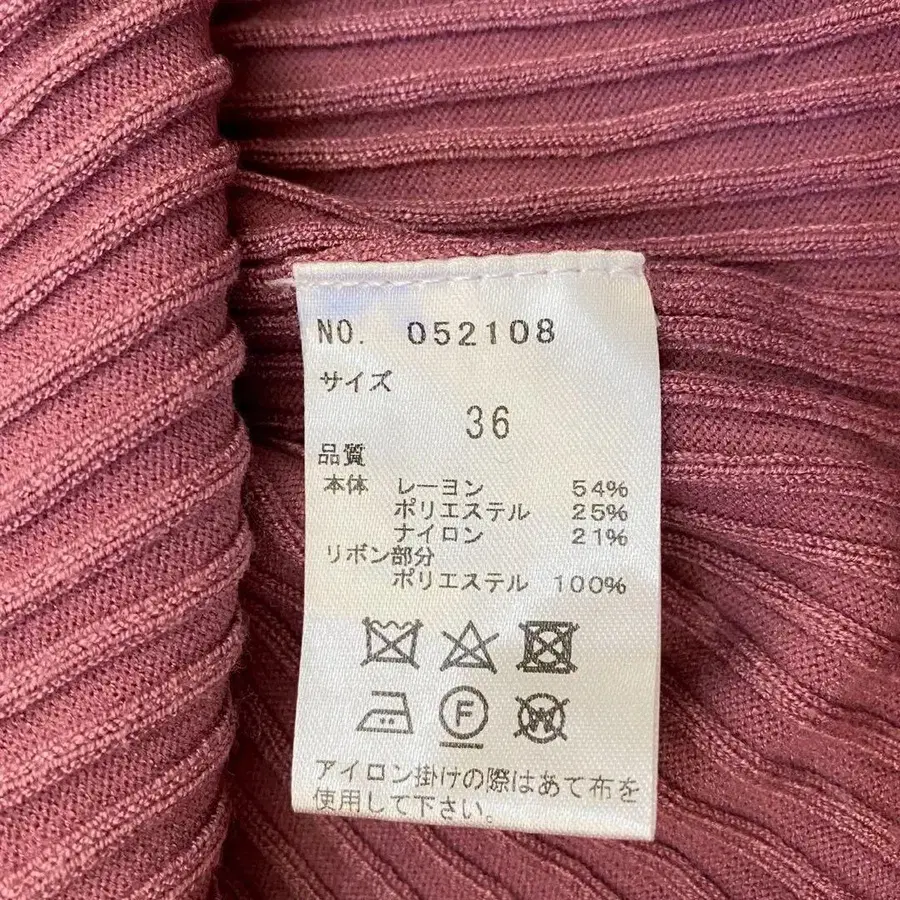 NO. 052108
サイズ
36
品質
本体 レーヨン 54%
ポリエステル 25%
ナイロン 21%
リボン部分
ポリエステル 100%
F W
アイロン掛けの際はあて布を
使用して下さい。